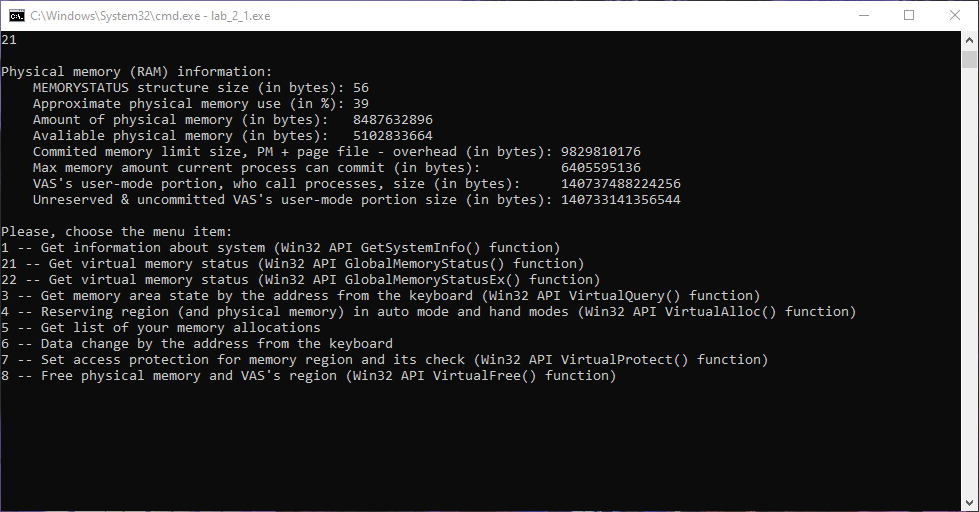 C:\Windows\System32\cmd.exe - lab_2_1.exe
21
Physical memory (RAM) information:
MEMORYSTATUS structure size (in bytes): 56
Approximate physical memory use (in %): 39
Amount of physical memory (in bytes):   8487632896
Avaliable physical memory (in bytes):   5102833664
Commited memory limit size, PM + page file - overhead (in bytes): 9829810176
Max memory amount current process can commit (in bytes):          6405595136
VAS's user-mode portion, who call processes, size (in bytes):     140737488224256
Unreserved & uncommitted VAS's user-mode portion size (in bytes): 140733141356544
Please, choose the menu item:
1 -- Get information about system (Win32 API GetSystemInfo() function)
21 -- Get virtual memory status (Win32 API GlobalMemoryStatus() function)
22 -- Get virtual memory status (Win32 API GlobalMemoryStatusEx() function)
3 -- Get memory area state by the address from the keyboard (Win32 API VirtualQuery() function)
4 -- Reserving region (and physical memory) in auto mode and hand modes (Win32 API VirtualAlloc() function)
5 -- Get list of your memory allocations
6 -- Data change by the address from the keyboard
7 -- Set access protection for memory region and its check (Win32 API VirtualProtect() function)
8 -- Free physical memory and VAS's region (Win32 API VirtualFree() function)